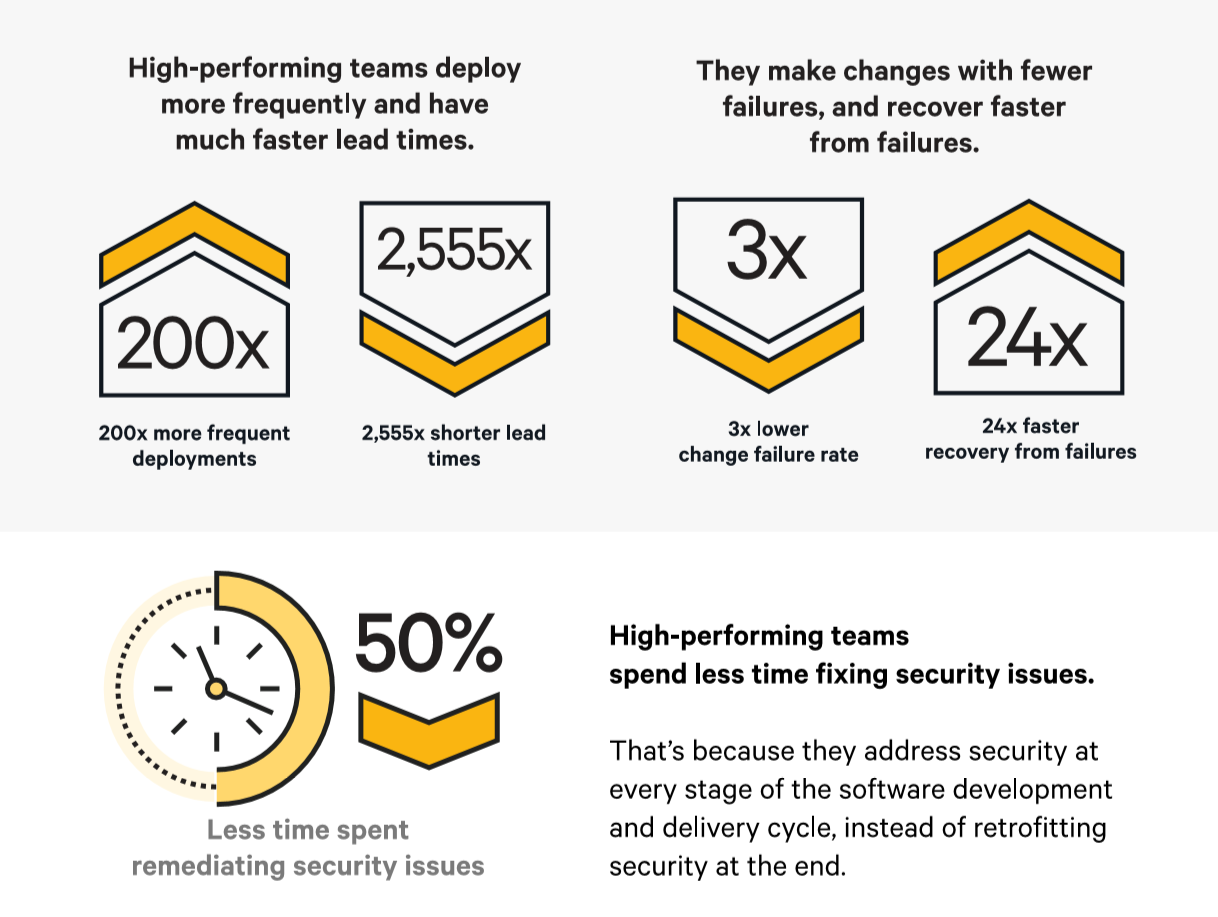 High-performing teams deploy
more frequently and have
much faster lead times.
200x
2,555x
200x more frequent
deployments
2,555x shorter lead
times
They make changes with fewer
failures, and recover faster
from failures.
3x
24x
3x lower
change failure rate
24x faster
recovery from failures
50%
Less time spent
remediating security issues
High-performing teams
spend less time fixing security issues.
That’s because they address security at
every stage of the software development
and delivery cycle, instead of retrofitting
security at the end.